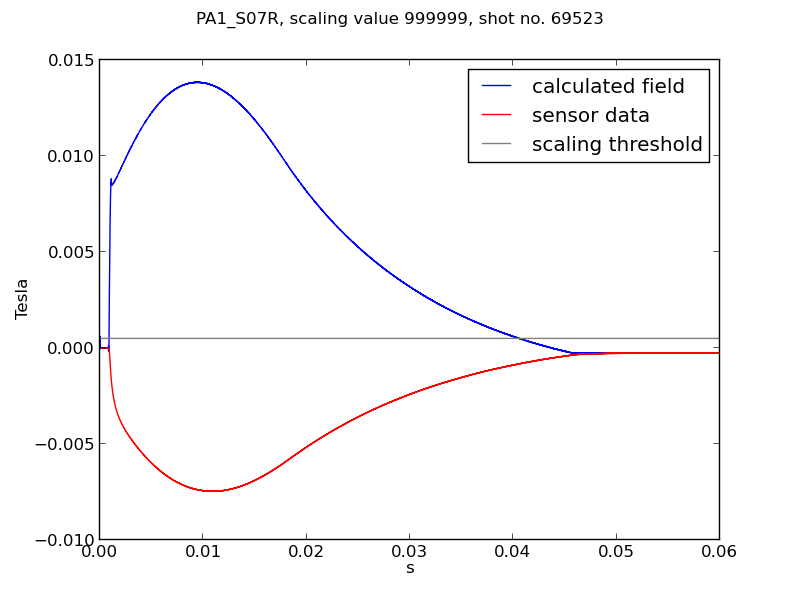 PA1_S07R, scaling value 999999, shot no. 69523
calculated field
sensor data
scaling threshold
0.015
0.010
0.005
0.000
−0.005
−0.010
Tesla
0.00 0.01 0.02 0.03 0.04 0.05 0.06
s